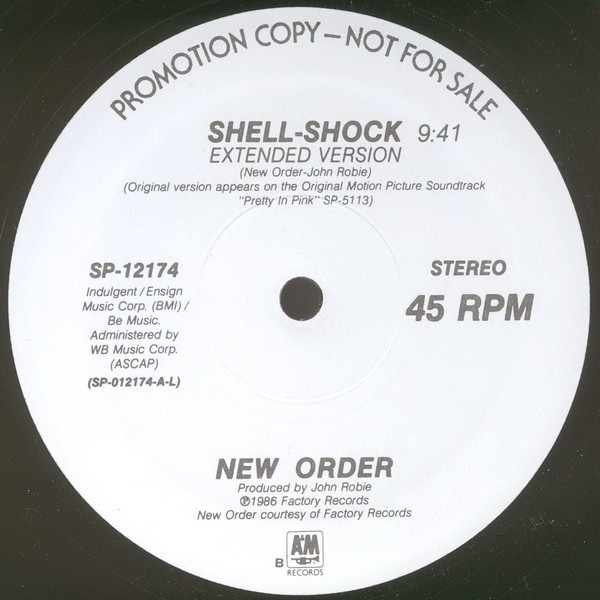 PROMOTION COPY — NOT FOR SALE
SHELL-SHOCK 9:41
EXTENDED VERSION
(New Order-John Robie)
(Original version appears on the Original Motion Picture Soundtrack
"Pretty In Pink" SP-5113)
SP-12174
Indulgent / Ensign
Music Corp. (BMI) /
Be Music.
Administered by
WB Music Corp.
(ASCAP)
(SP-012174-A-L)
STEREO
45 RPM
NEW ORDER
Produced by John Robie
℗1986 Factory Records
New Order courtesy of Factory Records
B
A&M
RECORDS